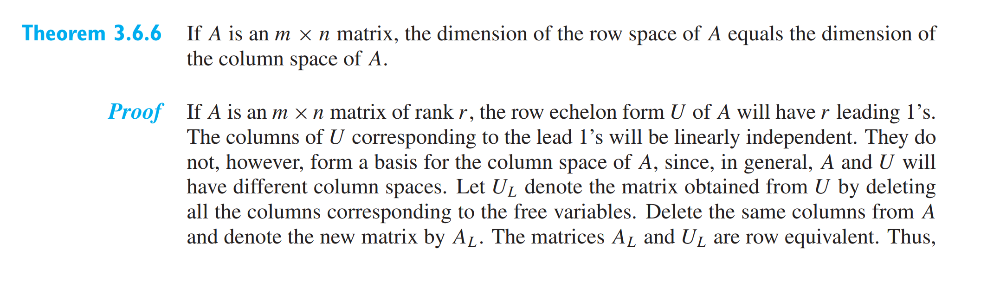 Theorem 3.6.6 If A is an m × n matrix, the dimension of the row space of A equals the dimension of
the column space of A.
Proof If A is an m × n matrix of rank r, the row echelon form U of A will have r leading 1’s.
The columns of U corresponding to the lead 1’s will be linearly independent. They do
not, however, form a basis for the column space of A, since, in general, A and U will
have different column spaces. Let U_L denote the matrix obtained from U by deleting
all the columns corresponding to the free variables. Delete the same columns from A
and denote the new matrix by A_L. The matrices A_L and U_L are row equivalent. Thus,